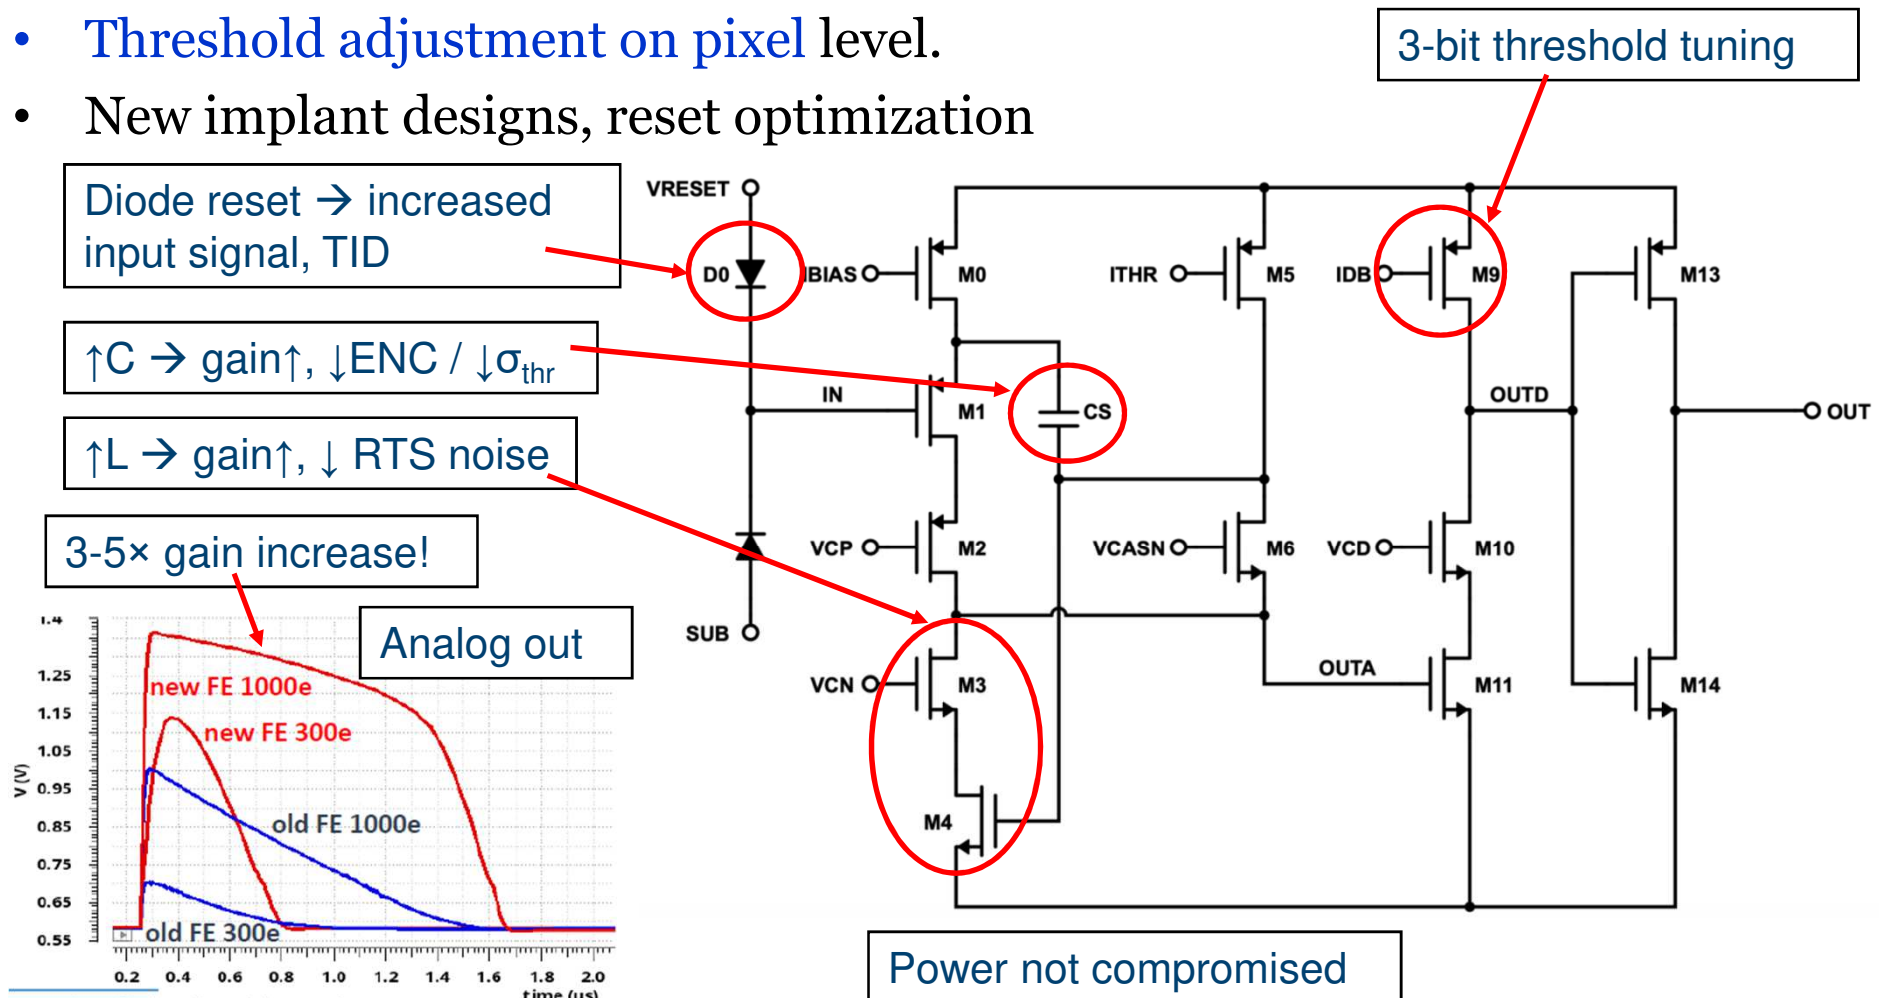 • Threshold adjustment on pixel level.
• New implant designs, reset optimization
3-bit threshold tuning
Diode reset → increased
input signal, TID
↑C → gain↑, ↓ENC / ↓σthr
↑L → gain↑, ↓ RTS noise
3-5× gain increase!
Analog out
Power not compromised
VRESET
D0
IBIAS
M0
ITHR
M5
IDB
M9
M13
IN
M1
CS
OUTD
OUT
VCP
M2
VCASN
M6
VCD
M10
SUB
VCN
M3
OUTA
M11
M14
M4
1.4
1.25
1.15
1.05
0.95
0.85
0.75
0.65
0.55
V (V)
new FE 1000e
new FE 300e
old FE 1000e
old FE 300e
0.2 0.4 0.6 0.8 1.0 1.2 1.4 1.6 1.8 2.0
time (us)